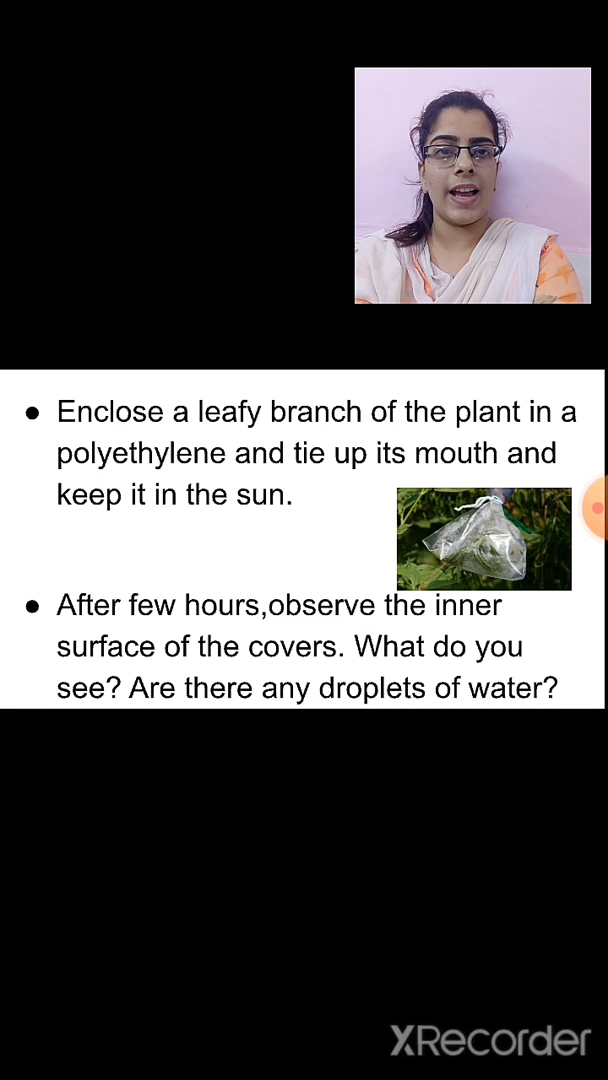 ● Enclose a leafy branch of the plant in a
polyethylene and tie up its mouth and
keep it in the sun.
● After few hours,observe the inner
surface of the covers. What do you
see? Are there any droplets of water?
XRecorder